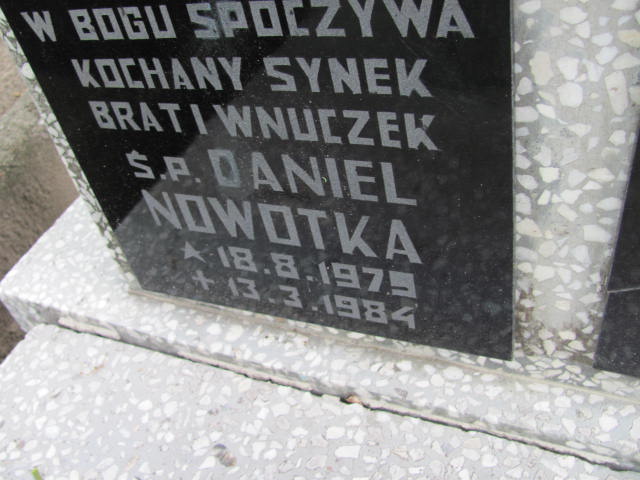 W BOGU SPOCZYWA
KOCHANY SYNEK
BRAT I WNUCZEK
Ś.P. DANIEL
NOWOTKA
★ 18.8.1979
+ 13.3.1984